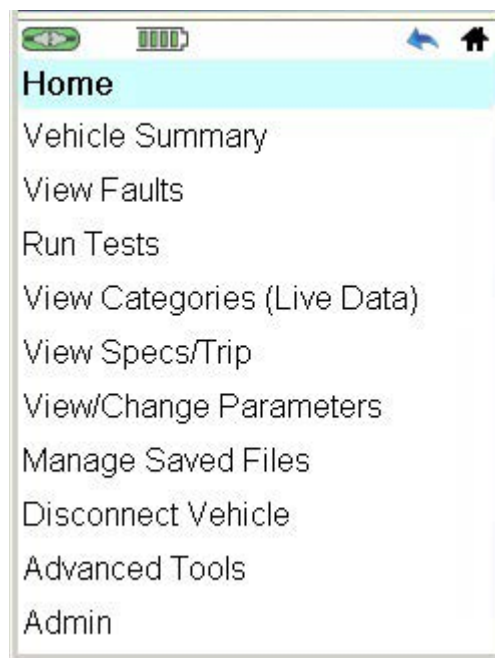 Home
Vehicle Summary
View Faults
Run Tests
View Categories (Live Data)
View Specs/Trip
View/Change Parameters
Manage Saved Files
Disconnect Vehicle
Advanced Tools
Admin